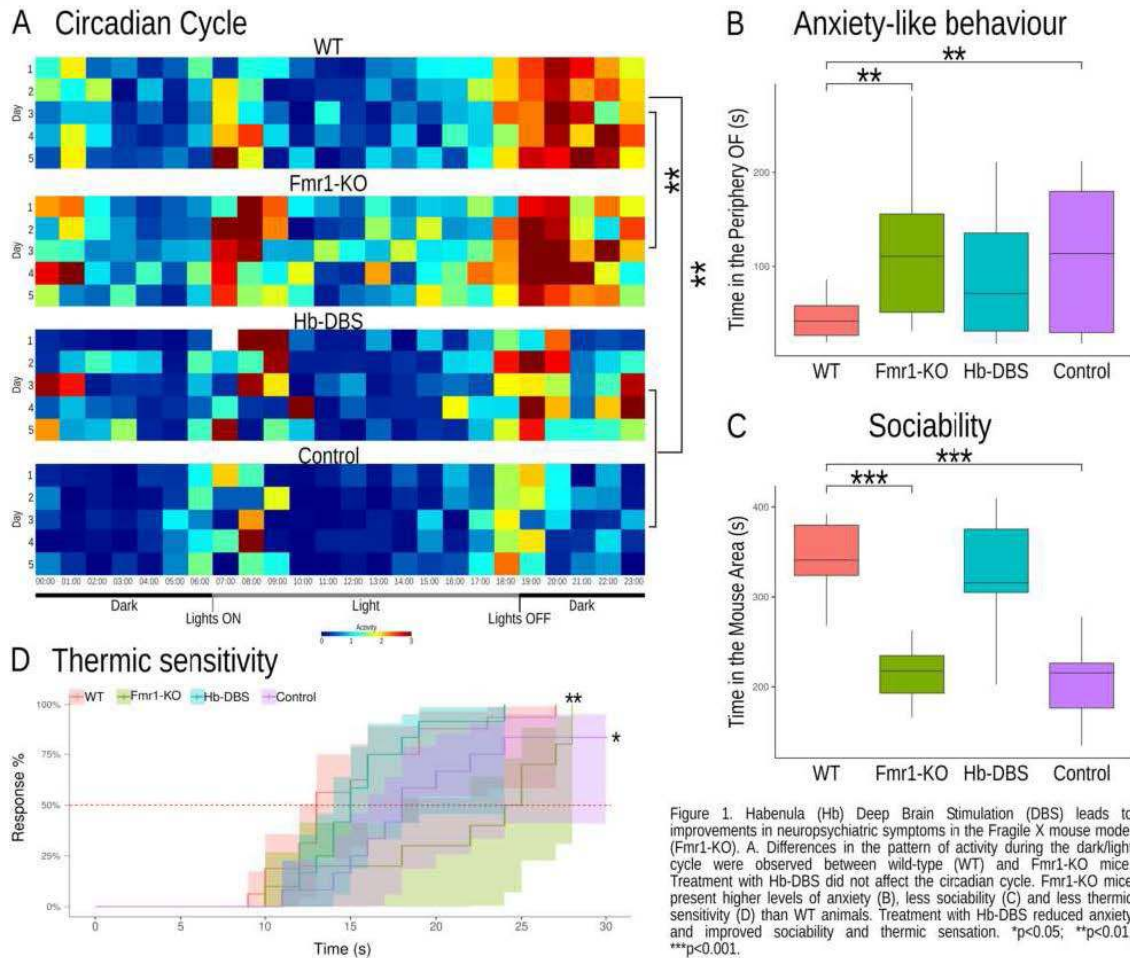 A Circadian Cycle
WT
Day
1
2
3
4
5
**
**
Fmr1-KO
Day
1
2
3
4
5
Hb-DBS
Day
1
2
3
4
5
Control
Day
1
2
3
4
5
00:00 01:00 02:00 03:00 04:00 05:00 06:00 07:00 08:00 09:00 10:00 11:00 12:00 13:00 14:00 15:00 16:00 17:00 18:00 19:00 20:00 21:00 22:00 23:00
Dark Light Dark
Lights ON Lights OFF
Activity
0 1 2 3
B Anxiety-like behaviour
**
**
Time in the Periphery OF (s)
200
100
WT Fmr1-KO Hb-DBS Control
C Sociability
***
***
Time in the Mouse Area (s)
400
300
200
WT Fmr1-KO Hb-DBS Control
D Thermic sensitivity
WT Fmr1-KO Hb-DBS Control
**
*
Response %
100%
75%
50%
25%
0%
0 5 10 15 20 25 30
Time (s)
Figure 1. Habenula (Hb) Deep Brain Stimulation (DBS) leads to
improvements in neuropsychiatric symptoms in the Fragile X mouse mode
(Fmr1-KO). A. Differences in the pattern of activity during the dark/light
cycle were observed between wild-type (WT) and Fmr1-KO mice
Treatment with Hb-DBS did not affect the circadian cycle. Fmr1-KO mice
present higher levels of anxiety (B), less sociability (C) and less thermic
sensitivity (D) than WT animals. Treatment with Hb-DBS reduced anxiety
and improved sociability and thermic sensation. *p<0.05; **p<0.01
***p<0.001.